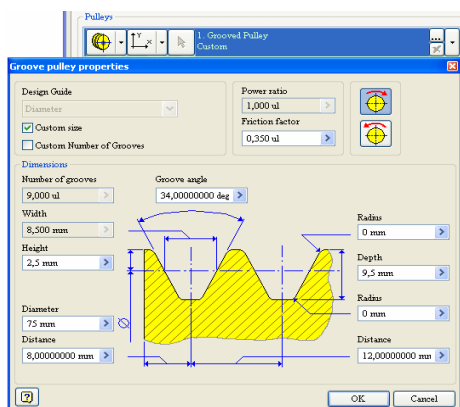 Pulleys
1. Grooved Pulley
Custom
...
Groove pulley properties
Design Guide
Diameter
Custom size
Custom Number of Grooves
Power ratio
1,000 ul
Friction factor
0,350 ul
Dimensions
Number of grooves
9,000 ul
Groove angle
34,00000000 deg
Width
8,500 mm
Height
2,5 mm
Diameter
75 mm
Distance
8,00000000 mm
Radius
0 mm
Depth
9,5 mm
Radius
0 mm
Distance
12,00000000 mm
OK
Cancel